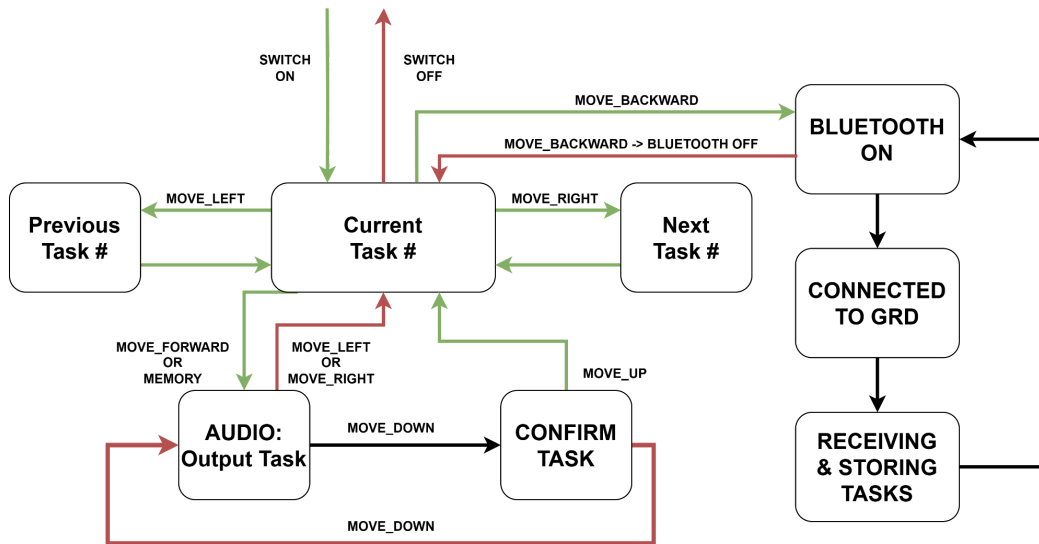 SWITCH
ON
SWITCH
OFF
MOVE_BACKWARD
BLUETOOTH
ON
MOVE_BACKWARD -> BLUETOOTH OFF
MOVE_LEFT
MOVE_RIGHT
Previous
Task #
Current
Task #
Next
Task #
CONNECTED
TO GRD
MOVE_FORWARD
OR
MEMORY
MOVE_LEFT
OR
MOVE_RIGHT
MOVE_UP
AUDIO:
Output Task
MOVE_DOWN
CONFIRM
TASK
RECEIVING
& STORING
TASKS
MOVE_DOWN